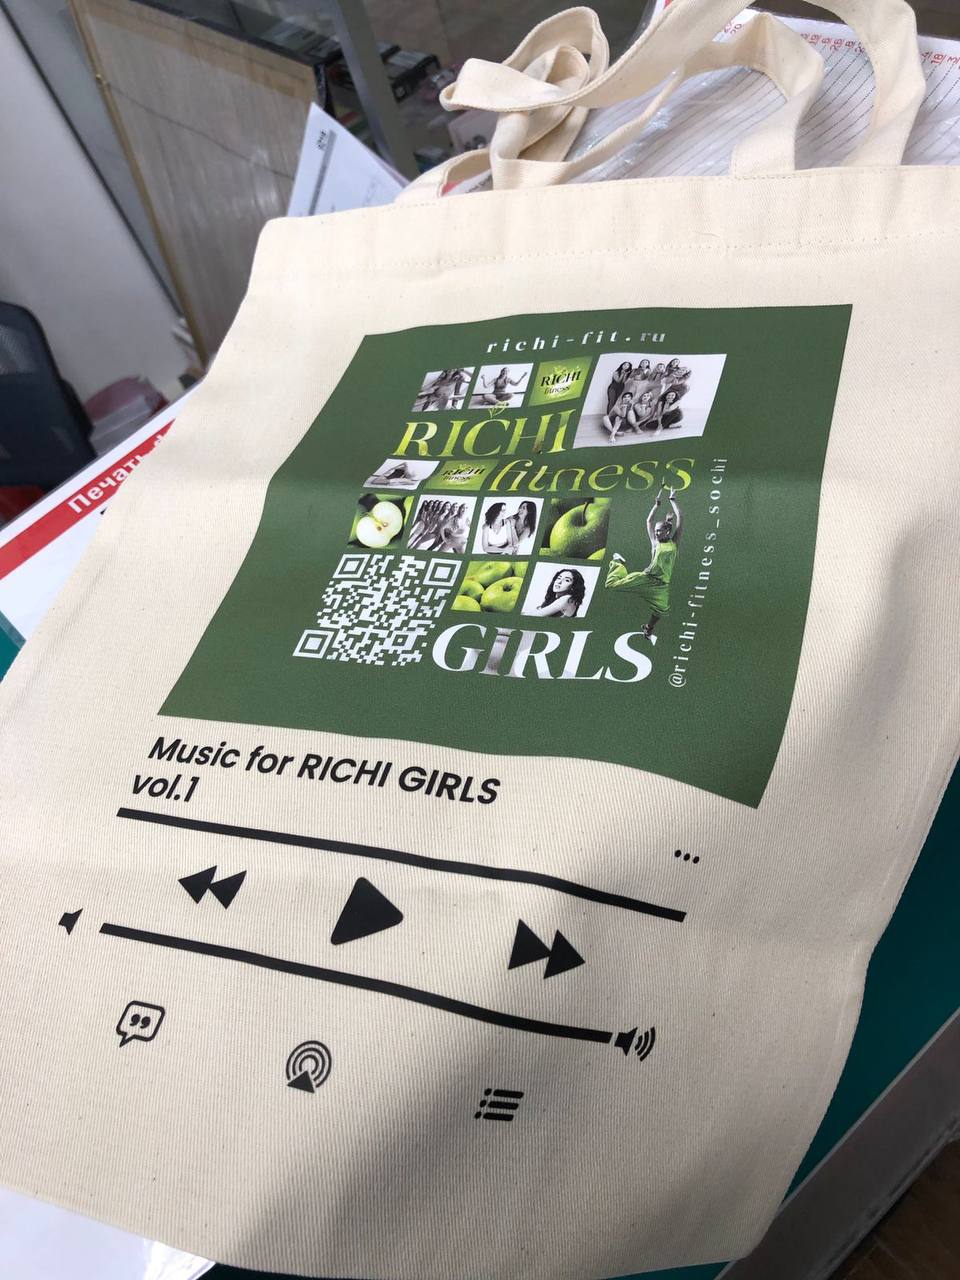 Печать
richi-fit.ru
RICHI
fitness
RICHI
RICHI
fitness
fitness
GiRLS
@richi-fitness_sochi
Music for RICHI GIRLS
vol.1